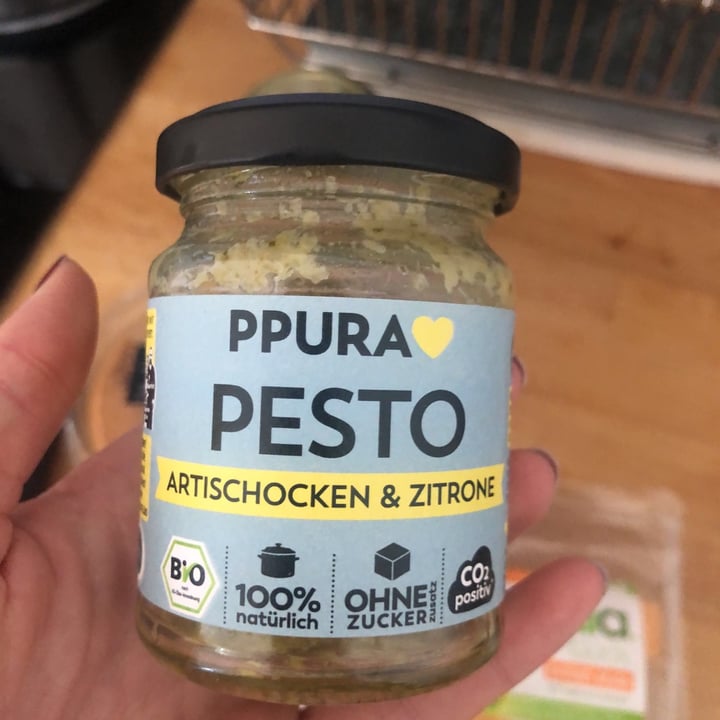 PPURA
PESTO
ARTISCHOCKEN & ZITRONE
BIO
100%
natürlich
OHNE
ZUCKER
zusatz
CO2
positiv